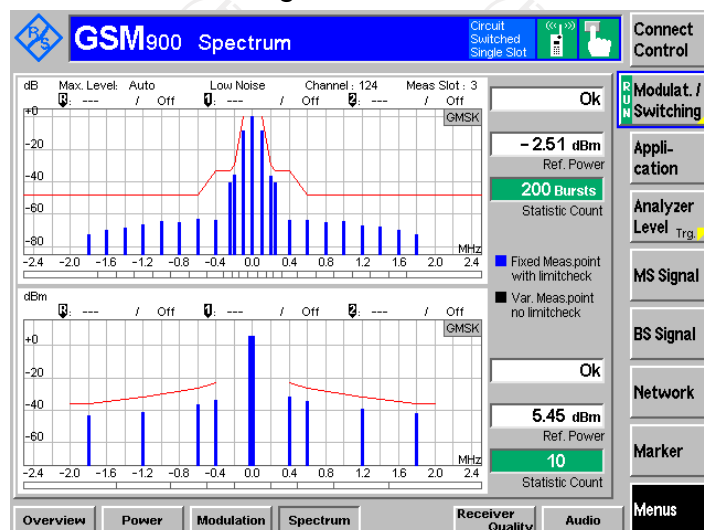 R S
GSM900 Spectrum
Circuit
Switched
Single Slot
Connect
Control
dB Max. Level: Auto Low Noise Channel : 124 Meas Slot : 3
R: --- / Off 1: --- / Off 2: --- / Off
GMSK
+0
-20
-40
-60
-80
MHz
-2.4 -2.0 -1.6 -1.2 -0.8 -0.4 0.0 0.4 0.8 1.2 1.6 2.0 2.4
Ok
-2.51 dBm
Ref. Power
200 Bursts
Statistic Count
Fixed Meas.point
with limitcheck
Var. Meas.point
no limitcheck
dBm
R: --- / Off 1: --- / Off 2: --- / Off
GMSK
+0
-20
-40
-60
MHz
-2.4 -2.0 -1.6 -1.2 -0.8 -0.4 0.0 0.4 0.8 1.2 1.6 2.0 2.4
Ok
5.45 dBm
Ref. Power
10
Statistic Count
RUN
Modulat. /
Switching
Appli-
cation
Analyzer
Level Trg.
MS Signal
BS Signal
Network
Marker
Menus
Overview Power Modulation Spectrum Receiver
Quality Audio